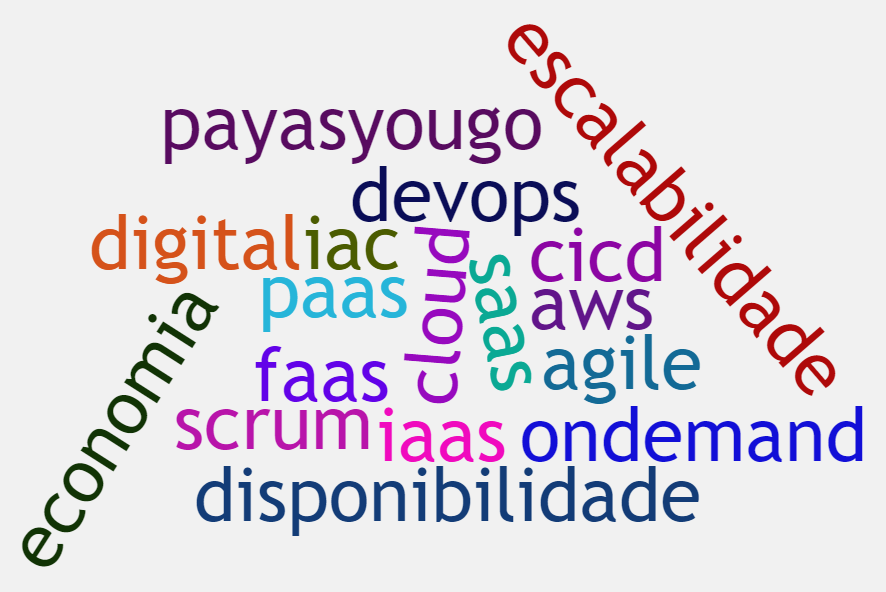 escalabilidade
payasyougo
devops
digital
iac
cicd
cloud
saas
paas
aws
economia
faas
agile
scrum
iaas
ondemand
disponibilidade